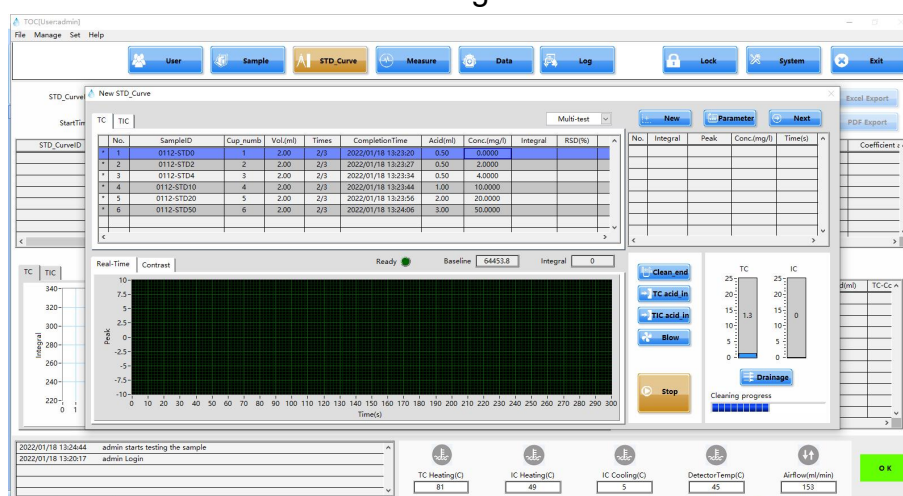 TOC[User:admin]
File Manage Set Help
User Sample STD_Curve Measure Data Log Lock System Exit
New STD_Curve
Excel Export
StartTim
PDF Export
STD_CurveID
Coefficient
TC TIC
Multi-test
New Parameter Next
No. SampleID Cup_numb Vol.(ml) Times CompletionTime Acid(ml) Conc.(mg/l) Integral RSD(%)
* 1 0112-STD0 1 2.00 2/3 2022/01/18 13:23:20 0.50 0.0000
* 2 0112-STD2 2 2.00 2/3 2022/01/18 13:23:27 0.50 2.0000
* 3 0112-STD4 3 2.00 2/3 2022/01/18 13:23:34 0.50 4.0000
* 4 0112-STD10 4 2.00 2/3 2022/01/18 13:23:44 1.00 10.0000
* 5 0112-STD20 5 2.00 2/3 2022/01/18 13:23:56 2.00 20.0000
* 6 0112-STD50 6 2.00 2/3 2022/01/18 13:24:06 3.00 50.0000
No. Integral Peak Conc.(mg/l) Time(s)
Real-Time Contrast
Ready Baseline 64453.8 Integral 0
Peak
10-
7.5-
5-
2.5-
0-
-2.5-
-5-
-7.5-
-10-
0 10 20 30 40 50 60 70 80 90 100 110 120 130 140 150 160 170 180 190 200 210 220 230 240 250 260 270 280 290 300
Time(s)
Clean_end
TC acid_in
TIC acid_in
Blow
Stop
TC IC
25- 25-
20- 20-
15- 1.3 15- 0
10- 10-
5- 5-
0- 0-
Drainage
Cleaning progress
TC TIC
Integral
340-
320-
300-
280-
260-
240-
220-
0 1
d(ml) TC-Cc
2022/01/18 13:24:44 admin starts testing the sample
2022/01/18 13:20:17 admin Login
TC Heating(C) IC Heating(C) IC Cooling(C) DetectorTemp(C) Airflow(ml/min)
81 49 5 45 153
O K